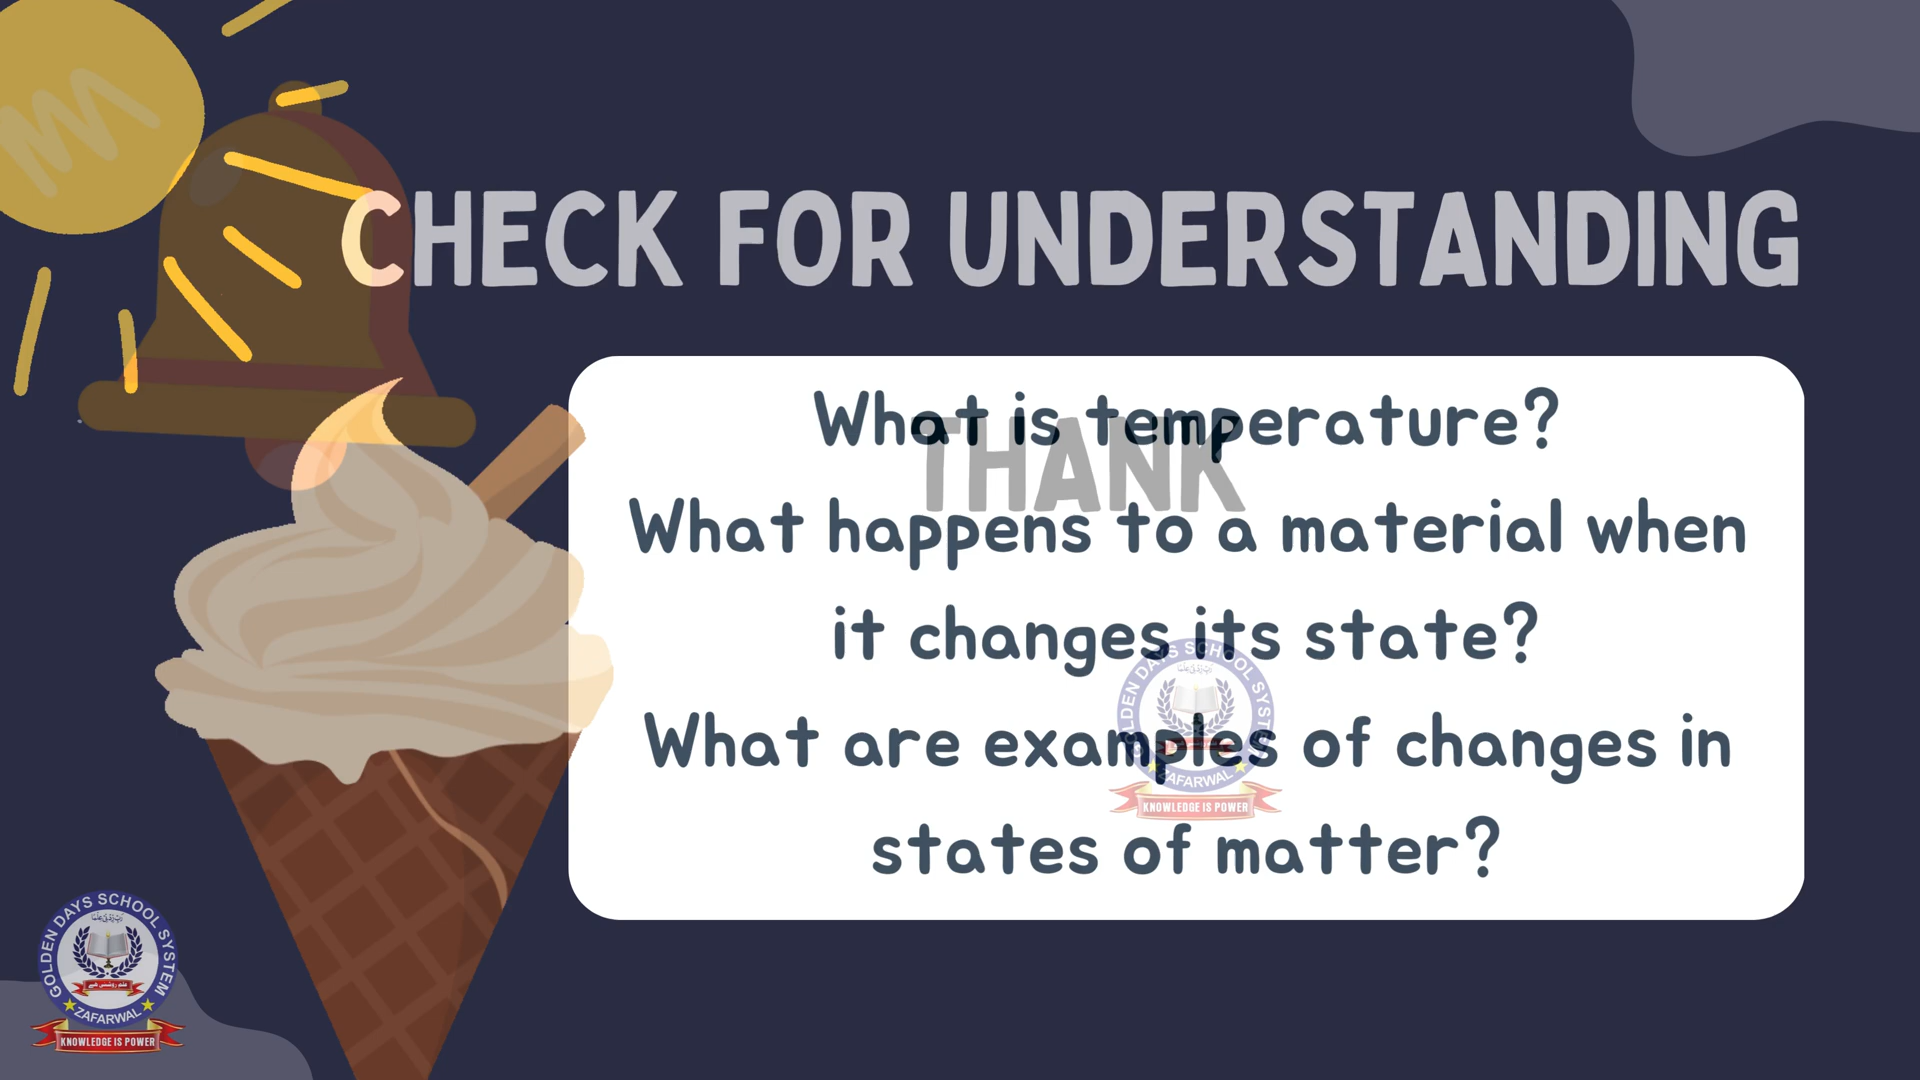 CHECK FOR UNDERSTANDING
What is temperature?
THANK
What happens to a material when
it changes its state?
What are examples of changes in
states of matter?
GOLDEN DAYS SCHOOL SYSTEM
ZAFARWAL
KNOWLEDGE IS POWER
GOLDEN DAYS SCHOOL SYSTEM
ZAFARWAL
KNOWLEDGE IS POWER